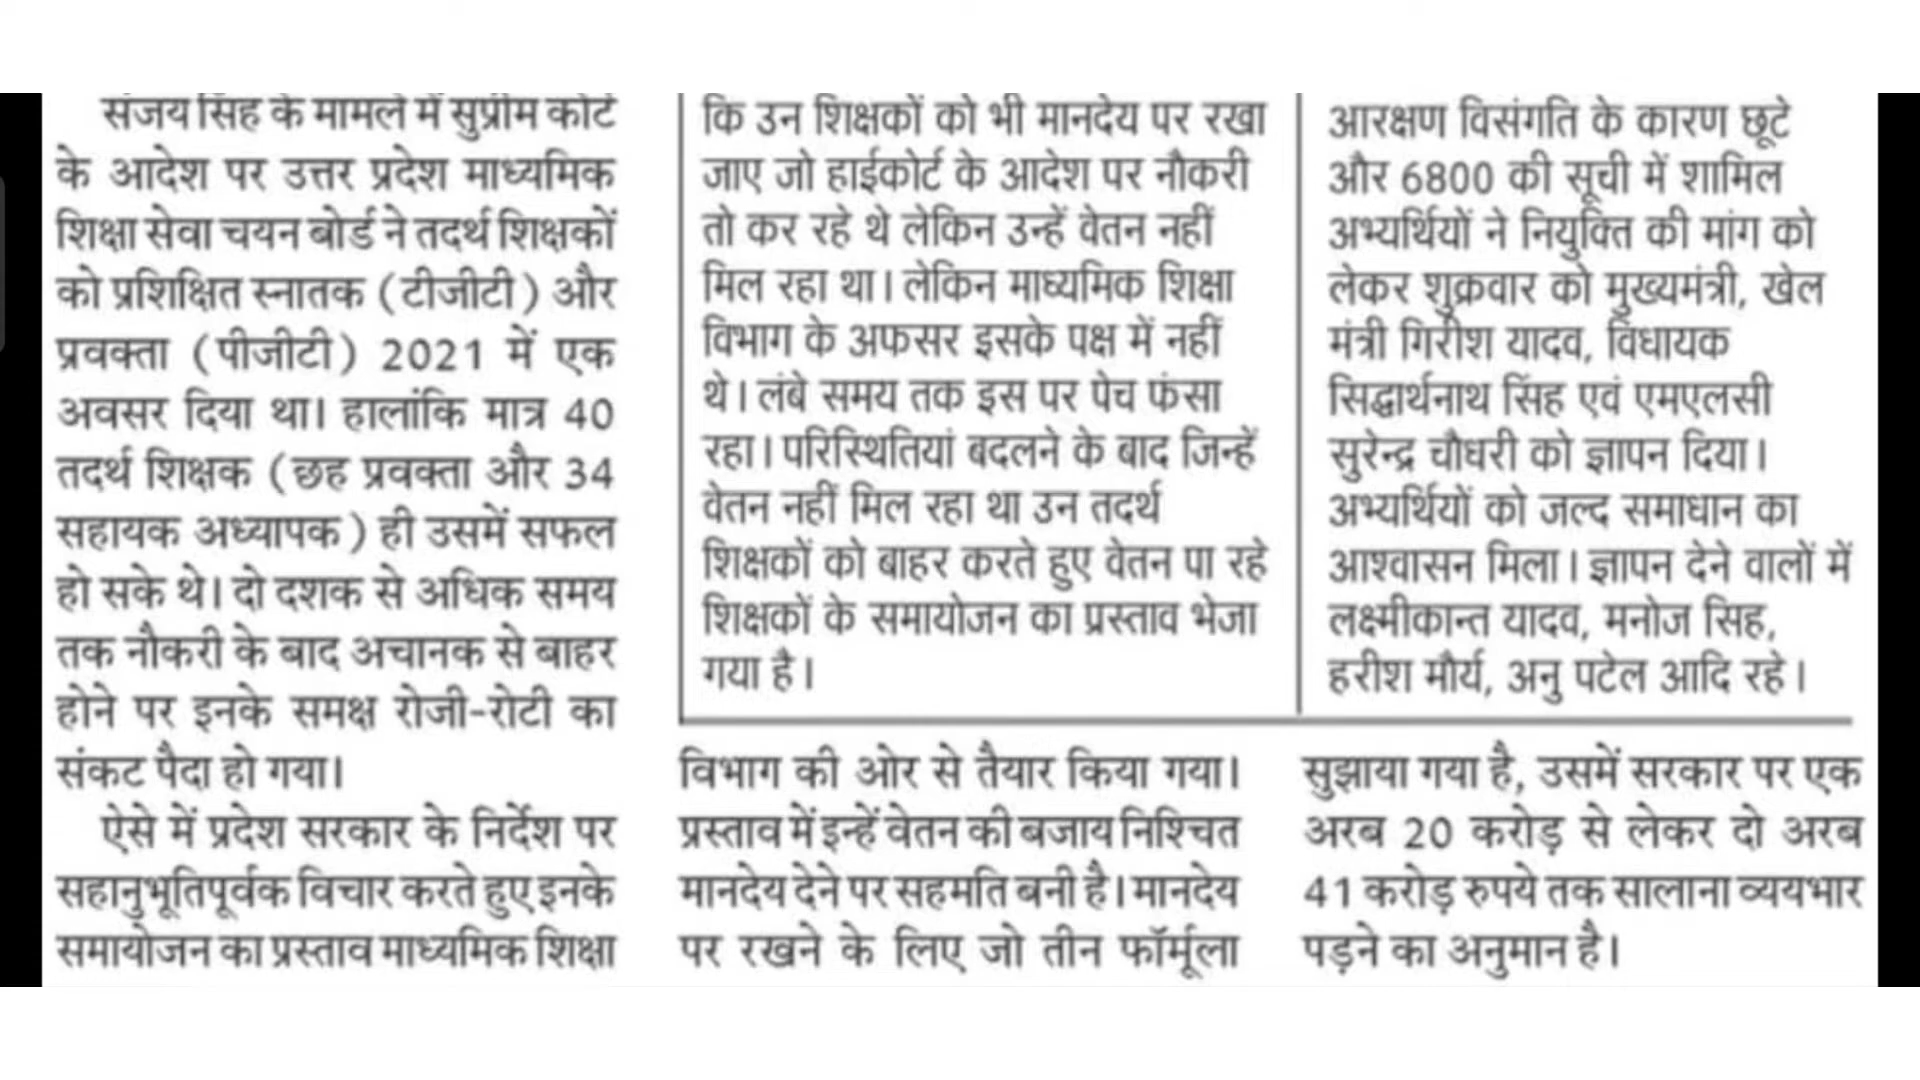 संजय सिंह के मामले में सुप्रीम कोर्ट
के आदेश पर उत्तर प्रदेश माध्यमिक
शिक्षा सेवा चयन बोर्ड ने तदर्थ शिक्षकों
को प्रशिक्षित स्नातक (टीजीटी) और
प्रवक्ता (पीजीटी) 2021 में एक
अवसर दिया था। हालांकि मात्र 40
तदर्थ शिक्षक (छह प्रवक्ता और 34
सहायक अध्यापक) ही उसमें सफल
हो सके थे। दो दशक से अधिक समय
तक नौकरी के बाद अचानक से बाहर
होने पर इनके समक्ष रोजी-रोटी का
संकट पैदा हो गया।
ऐसे में प्रदेश सरकार के निर्देश पर
सहानुभूतिपूर्वक विचार करते हुए इनके
समायोजन का प्रस्ताव माध्यमिक शिक्षा
कि उन शिक्षकों को भी मानदेय पर रखा
जाए जो हाईकोर्ट के आदेश पर नौकरी
तो कर रहे थे लेकिन उन्हें वेतन नहीं
मिल रहा था। लेकिन माध्यमिक शिक्षा
विभाग के अफसर इसके पक्ष में नहीं
थे। लंबे समय तक इस पर पेच फंसा
रहा। परिस्थितियां बदलने के बाद जिन्हें
वेतन नहीं मिल रहा था उन तदर्थ
शिक्षकों को बाहर करते हुए वेतन पा रहे
शिक्षकों के समायोजन का प्रस्ताव भेजा
गया है।
आरक्षण विसंगति के कारण छूटे
और 6800 की सूची में शामिल
अभ्यर्थियों ने नियुक्ति की मांग को
लेकर शुक्रवार को मुख्यमंत्री, खेल
मंत्री गिरीश यादव, विधायक
सिद्धार्थनाथ सिंह एवं एमएलसी
सुरेन्द्र चौधरी को ज्ञापन दिया।
अभ्यर्थियों को जल्द समाधान का
आश्वासन मिला। ज्ञापन देने वालों में
लक्ष्मीकान्त यादव, मनोज सिंह,
हरीश मौर्य, अनु पटेल आदि रहे।
विभाग की ओर से तैयार किया गया।
प्रस्ताव में इन्हें वेतन की बजाय निश्चित
मानदेय देने पर सहमति बनी है। मानदेय
पर रखने के लिए जो तीन फॉर्मूला
सुझाया गया है, उसमें सरकार पर एक
अरब 20 करोड़ से लेकर दो अरब
41 करोड़ रुपये तक सालाना व्ययभार
पड़ने का अनुमान है।